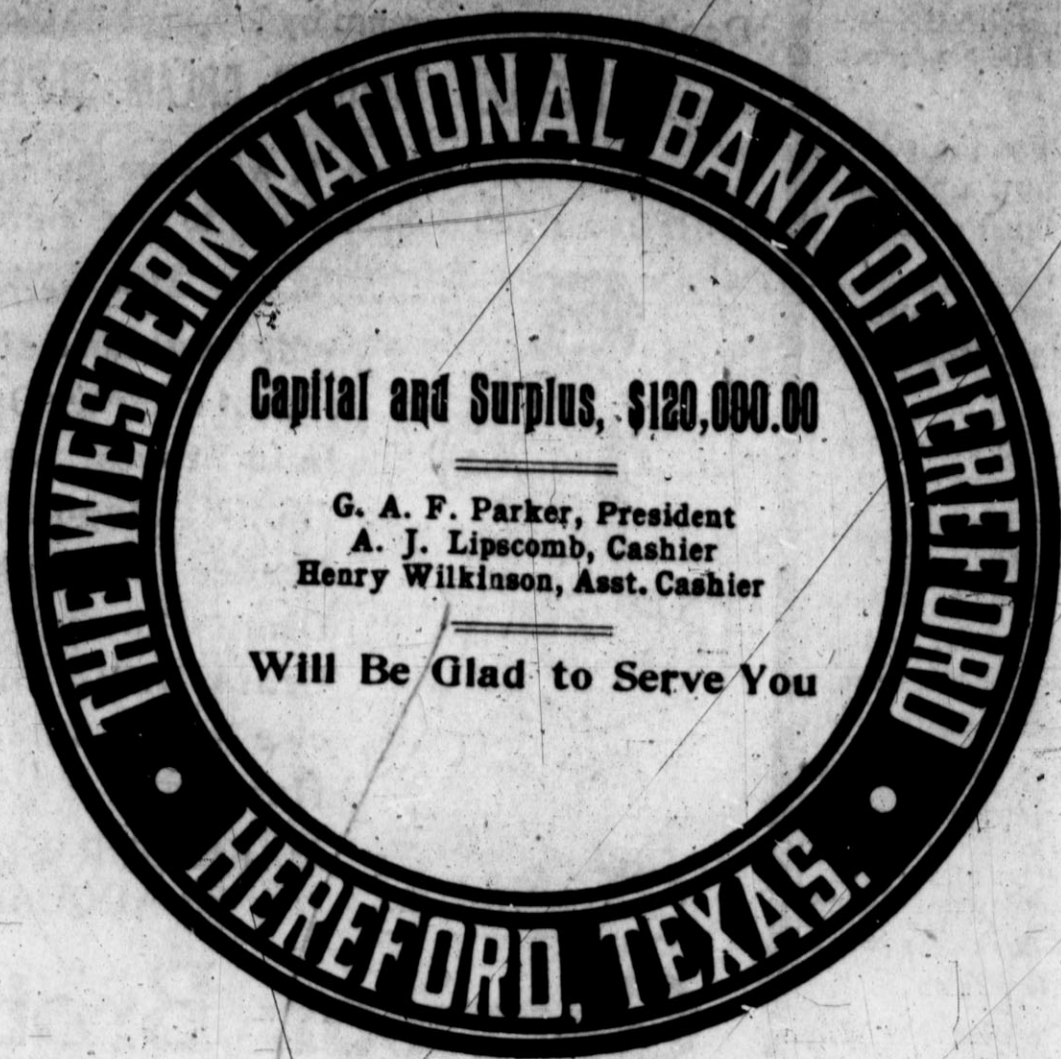 THE WESTERN NATIONAL BANK OF HEREFORD
Capital and Surplus, $120,000.00
G. A. F. Parker, President
A. J. Lipscomb, Cashier
Henry Wilkinson, Asst. Cashier
Will Be Glad to Serve You
HEREFORD, TEXAS.